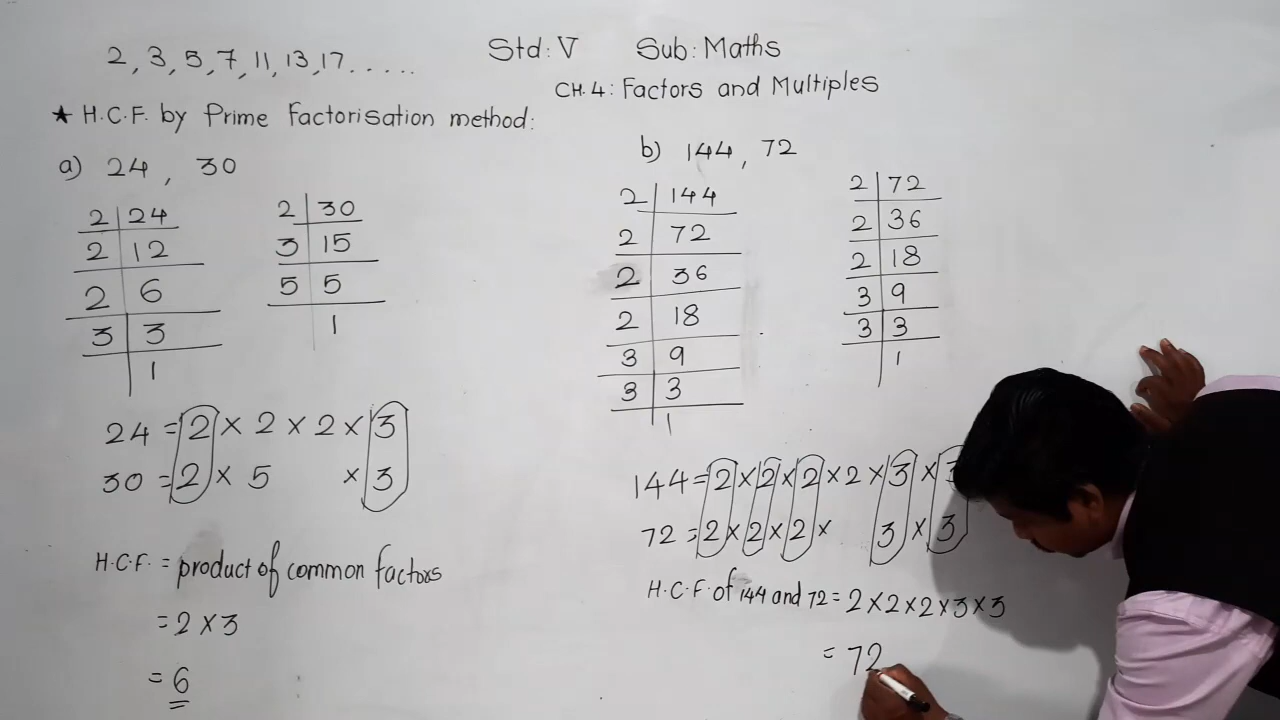 2, 3, 5, 7, 11, 13, 17.....
Std: V Sub: Maths
CH. 4: Factors and Multiples
★ H.C.F. by Prime Factorisation method:
a) 24, 30
2 | 24
2 | 12
2 | 6
3 | 3
1
2 | 30
3 | 15
5 | 5
1
24 = 2 × 2 × 2 × 3
30 = 2 × 5 × 3
H.C.F. = product of common factors
= 2 × 3
= 6
b) 144, 72
2 | 144
2 | 72
2 | 36
2 | 18
3 | 9
3 | 3
1
2 | 72
2 | 36
2 | 18
3 | 9
3 | 3
1
144 = 2 × 2 × 2 × 2 × 3 × 3
72 = 2 × 2 × 2 × 3 × 3
H.C.F. of 144 and 72 = 2 × 2 × 2 × 3 × 3
= 72